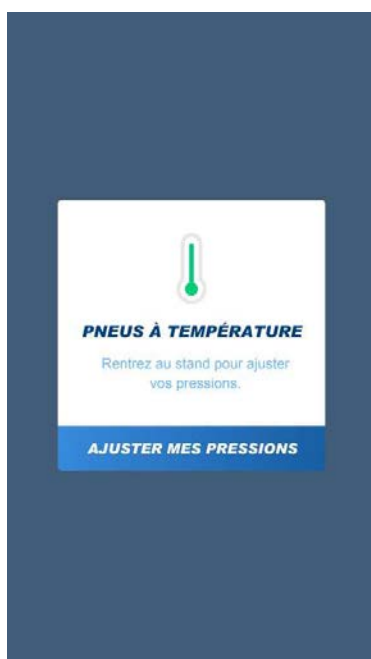 PNEUS À TEMPÉRATURE
Rentrez au stand pour ajuster
vos pressions.
AJUSTER MES PRESSIONS